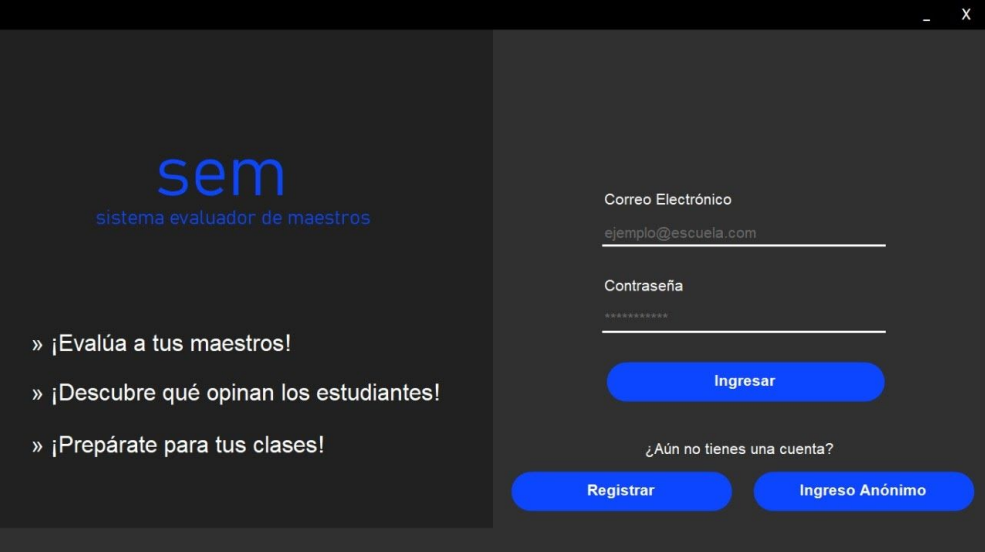 _ X
sem
sistema evaluador de maestros
» ¡Evalúa a tus maestros!
» ¡Descubre qué opinan los estudiantes!
» ¡Prepárate para tus clases!
Correo Electrónico
ejemplo@escuela.com
Contraseña
***********
Ingresar
¿Aún no tienes una cuenta?
Registrar
Ingreso Anónimo